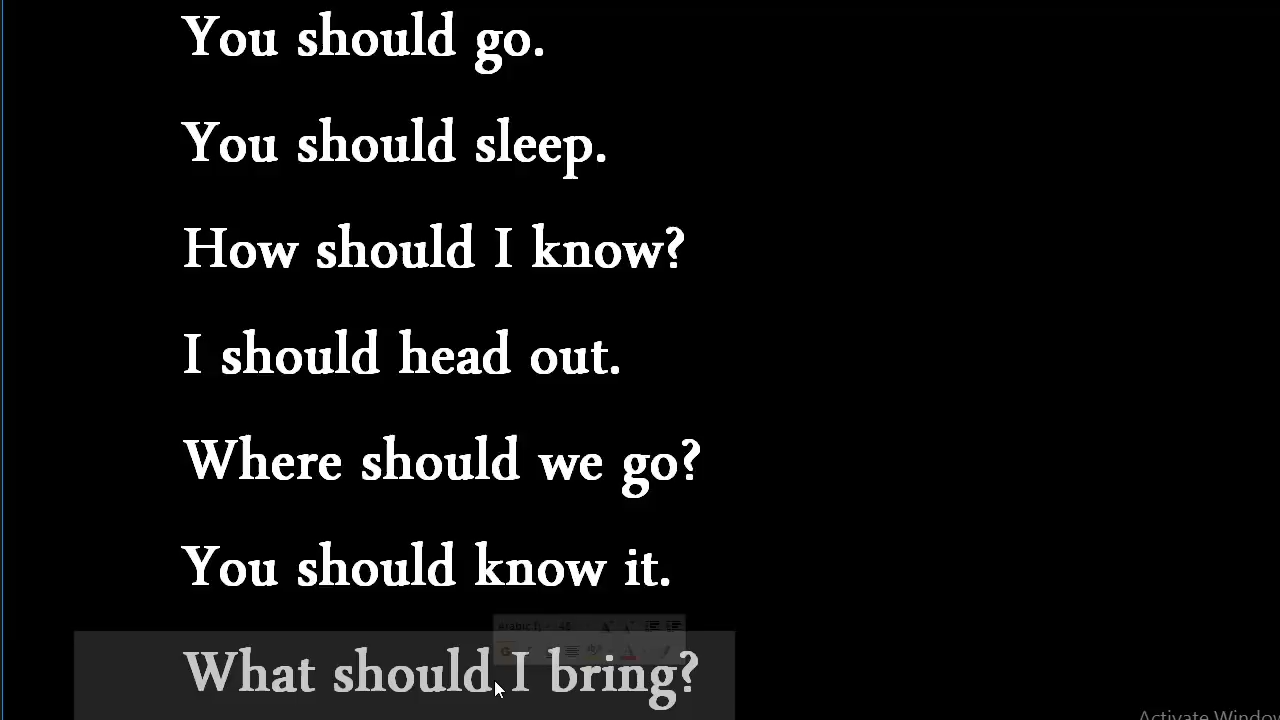 You should go.
You should sleep.
How should I know?
I should head out.
Where should we go?
You should know it.
What should I bring?
Activate